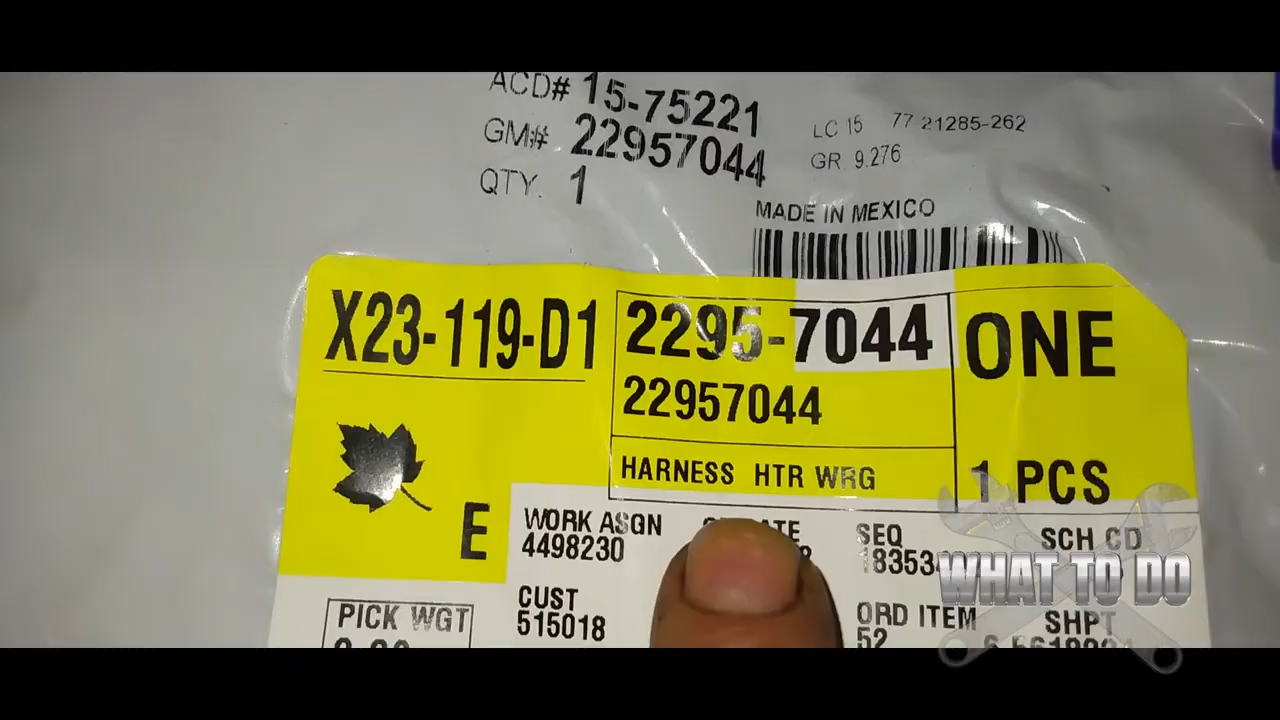 ACD# 15-75221
GM# 22957044
QTY. 1
LC 15 77 21285-262
GR. 9.276
MADE IN MEXICO
X23-119-D1
2295-7044
22957044
HARNESS HTR WRG
ONE
1 PCS
E
WORK ASGN
4498230
SEQ
SCH CD
CUST
515018
ORD ITEM
52
SHPT
PICK WGT
WHAT TO DO